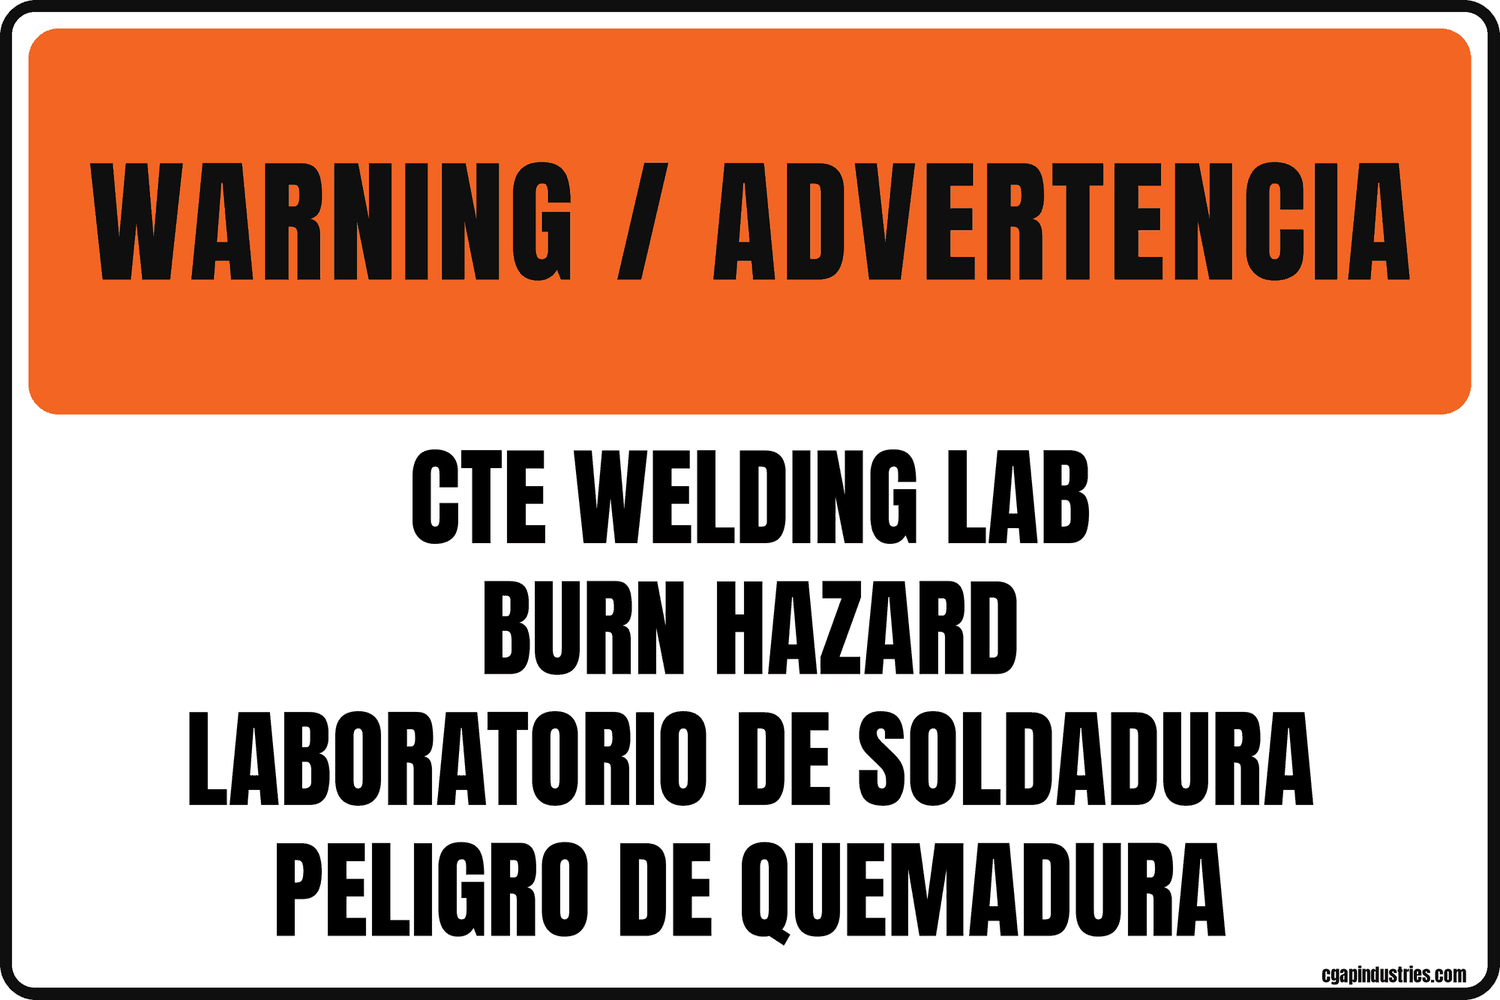 WARNING / ADVERTENCIA
CTE WELDING LAB
BURN HAZARD
LABORATORIO DE SOLDADURA
PELIGRO DE QUEMADURA
cgapindustries.com